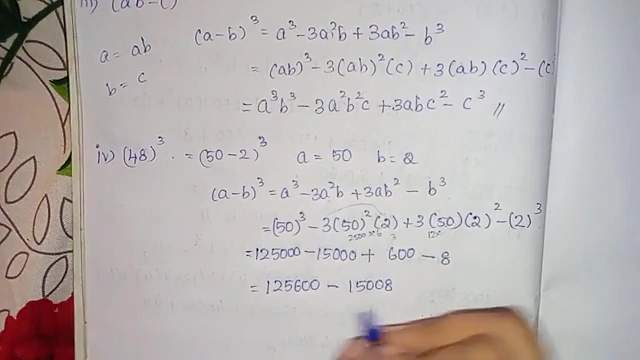 iii) (ab-c)
a = ab (a-b)³ = a³ - 3a²b + 3ab² - b³
b = c = (ab)³ - 3(ab)²(c) + 3(ab)(c)² - (c
= a³b³ - 3a²b²c + 3abc² - c³ //
iv) (48)³ . = (50-2)³ a = 50 b = 2
(a-b)³ = a³ - 3a²b + 3ab² - b³
= (50)³ - 3(50)²(2) + 3(50)(2)² - (2)³
= 125000 - 15000 + 600 - 8
= 125600 - 15008